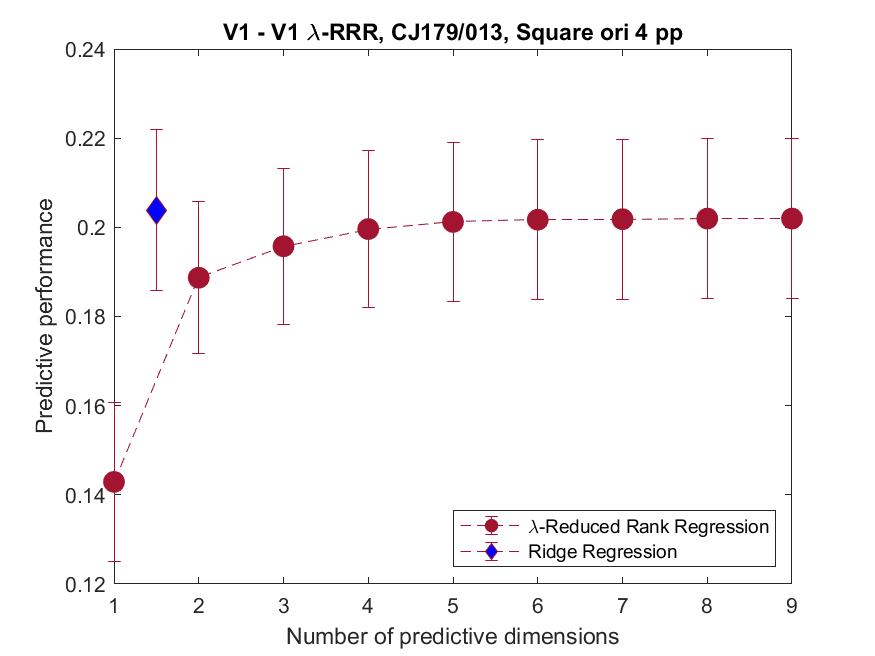 V1 - V1 λ-RRR, CJ179/013, Square ori 4 pp
0.24
0.22
0.2
0.18
0.16
0.14
0.12
Predictive performance
1 2 3 4 5 6 7 8 9
Number of predictive dimensions
λ-Reduced Rank Regression
Ridge Regression